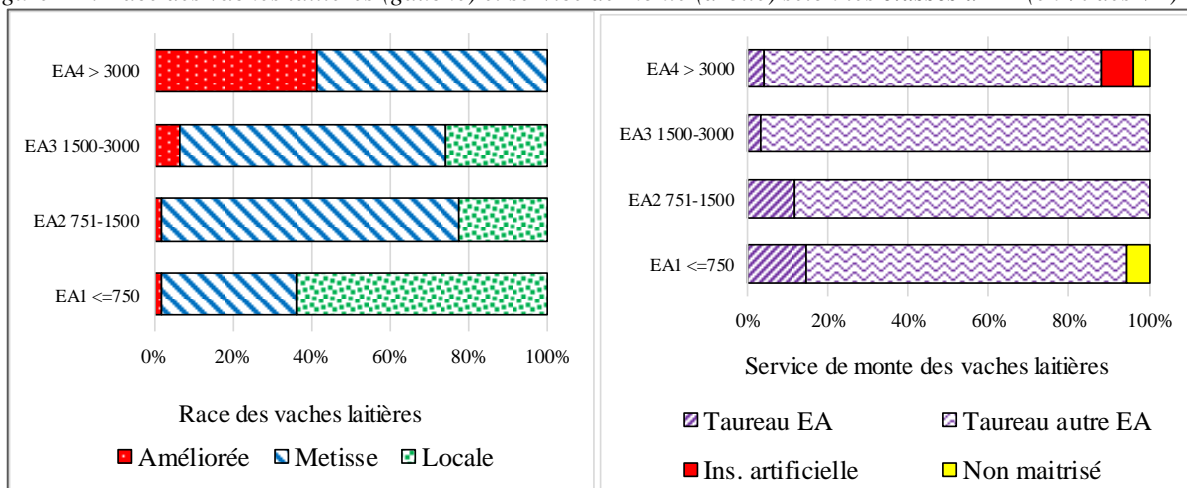 EA4 > 3000
EA3 1500-3000
EA2 751-1500
EA1 <=750
0% 20% 40% 60% 80% 100%
Race des vaches laitières
Améliorée Metisse Locale
EA4 > 3000
EA3 1500-3000
EA2 751-1500
EA1 <=750
0% 20% 40% 60% 80% 100%
Service de monte des vaches laitières
Taureau EA Taureau autre EA
Ins. artificielle Non maitrisé